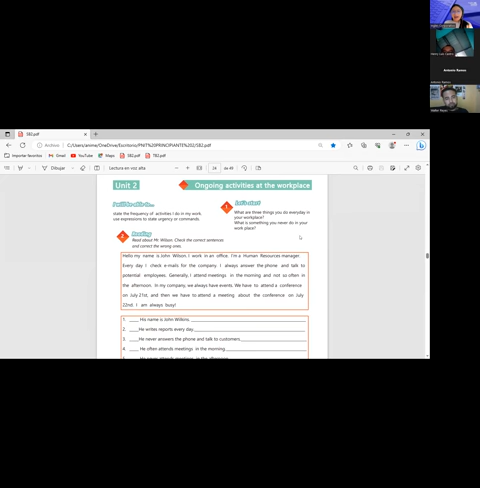 Antonio Ramos
SB2.pdf
Archivo
C:/Users/anime/OneDrive/Escritorio/PNIT%20PRINCIPIANTE%202/SB2.pdf
Importar favoritos Gmail YouTube Maps SB2.pdf TB2.pdf
Dibujar Lectura en voz alta de 49
Unit 2 Ongoing activities at the workplace
I will be able to...
state the frequency of activities I do in my work.
use expressions to state urgency or commands.
1 Let's start
What are three things you do everyday in
your workplace?
What is something you never do in your
work place?
2 Reading
Read about Mr. Wilson. Check the correct sentences
and correct the wrong ones.
Hello my name is John Wilson. I work in an office. I'm a Human Resources manager.
Every day I check e-mails for the company. I always answer the phone and talk to
potential employees. Generally, I attend meetings in the morning and not so often in
the afternoon. In my company, we always have events. We have to attend a conference
on July 21st, and then we have to attend a meeting about the conference on July
22nd. I am always busy!
1. ____ His name is John Wilkins.
2. ____ He writes reports every day.
3. ____ He never answers the phone and talk to customers.
4. ____ He often attends meetings in the morning.